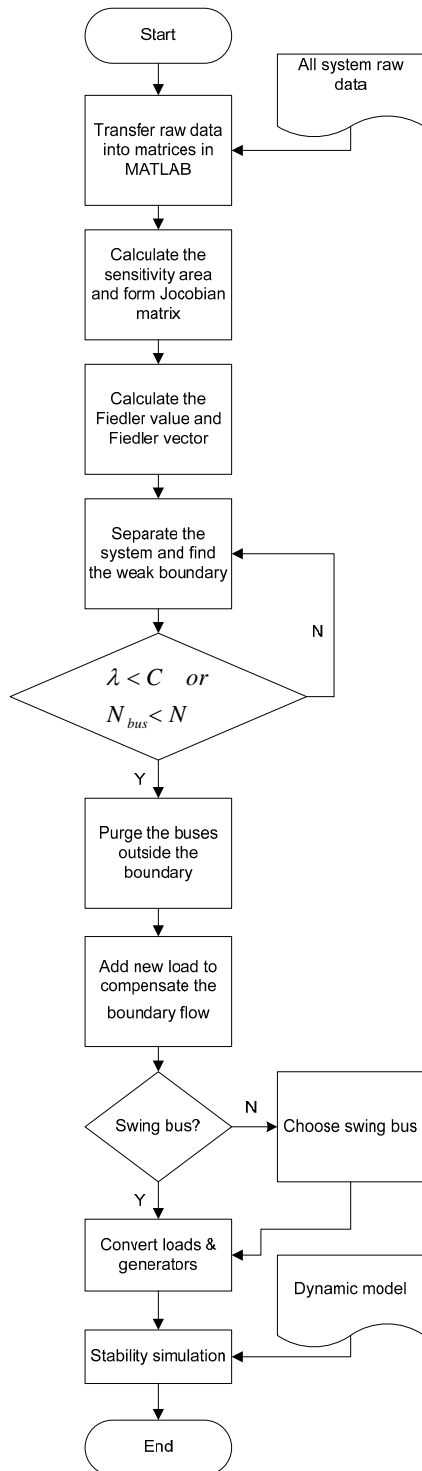 Start
All system raw
data
Transfer raw data
into matrices in
MATLAB
Calculate the
sensitivity area
and form Jocobian
matrix
Calculate the
Fiedler value and
Fiedler vector
Separate the
system and find
the weak boundary
N
λ < C or
N_bus < N
Y
Purge the buses
outside the
boundary
Add new load to
compensate the
boundary flow
Swing bus?
N
Choose swing bus
Y
Convert loads &
generators
Dynamic model
Stability simulation
End